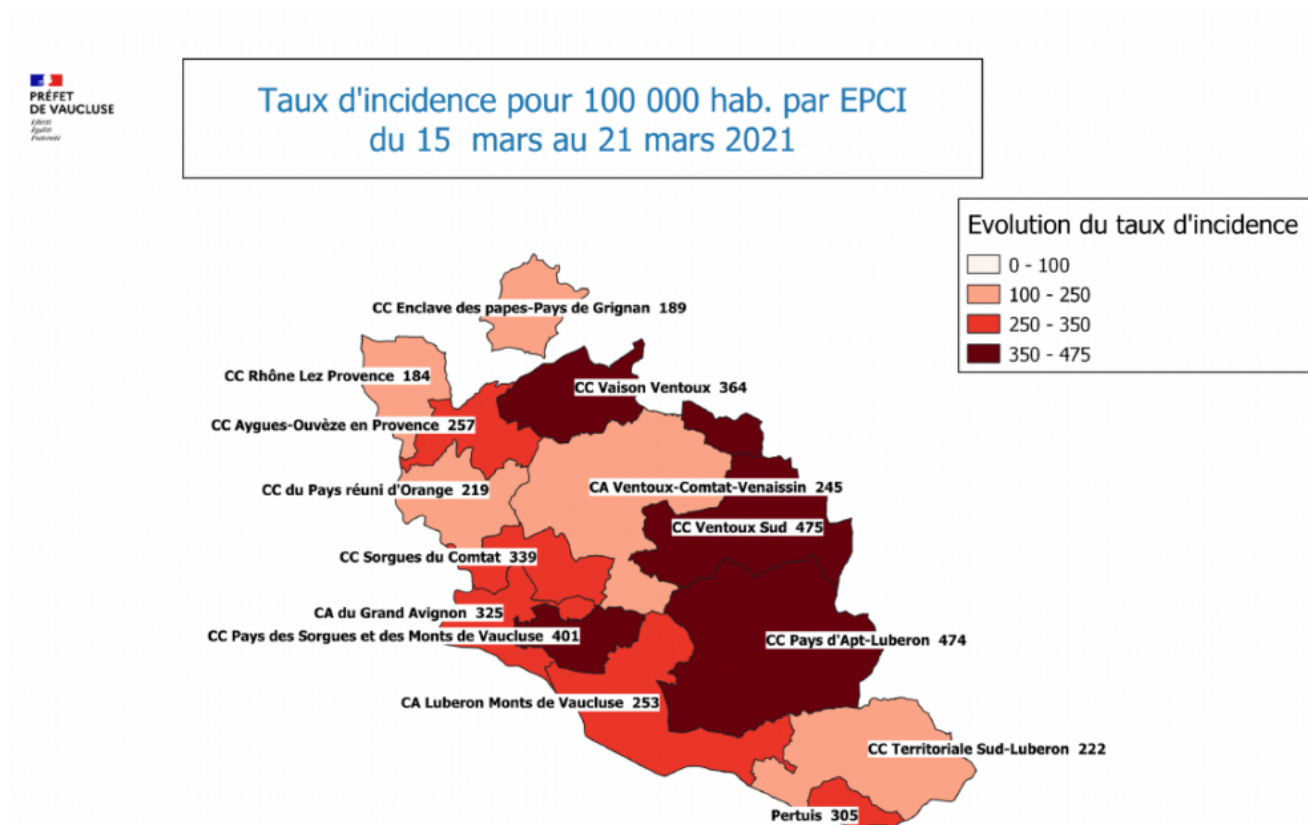 PRÉFET
DE VAUCLUSE
Liberté
Égalité
Fraternité
Taux d'incidence pour 100 000 hab. par EPCI
du 15 mars au 21 mars 2021
Evolution du taux d'incidence
0 - 100
100 - 250
250 - 350
350 - 475
CC Enclave des papes-Pays de Grignan 189
CC Rhône Lez Provence 184
CC Vaison Ventoux 364
CC Aygues-Ouvèze en Provence 257
CC du Pays réuni d'Orange 219
CA Ventoux-Comtat-Venaissin 245
CC Ventoux Sud 475
CC Sorgues du Comtat 339
CA du Grand Avignon 325
CC Pays des Sorgues et des Monts de Vaucluse 401
CC Pays d'Apt-Luberon 474
CA Luberon Monts de Vaucluse 253
CC Territoriale Sud-Luberon 222
Pertuis 305